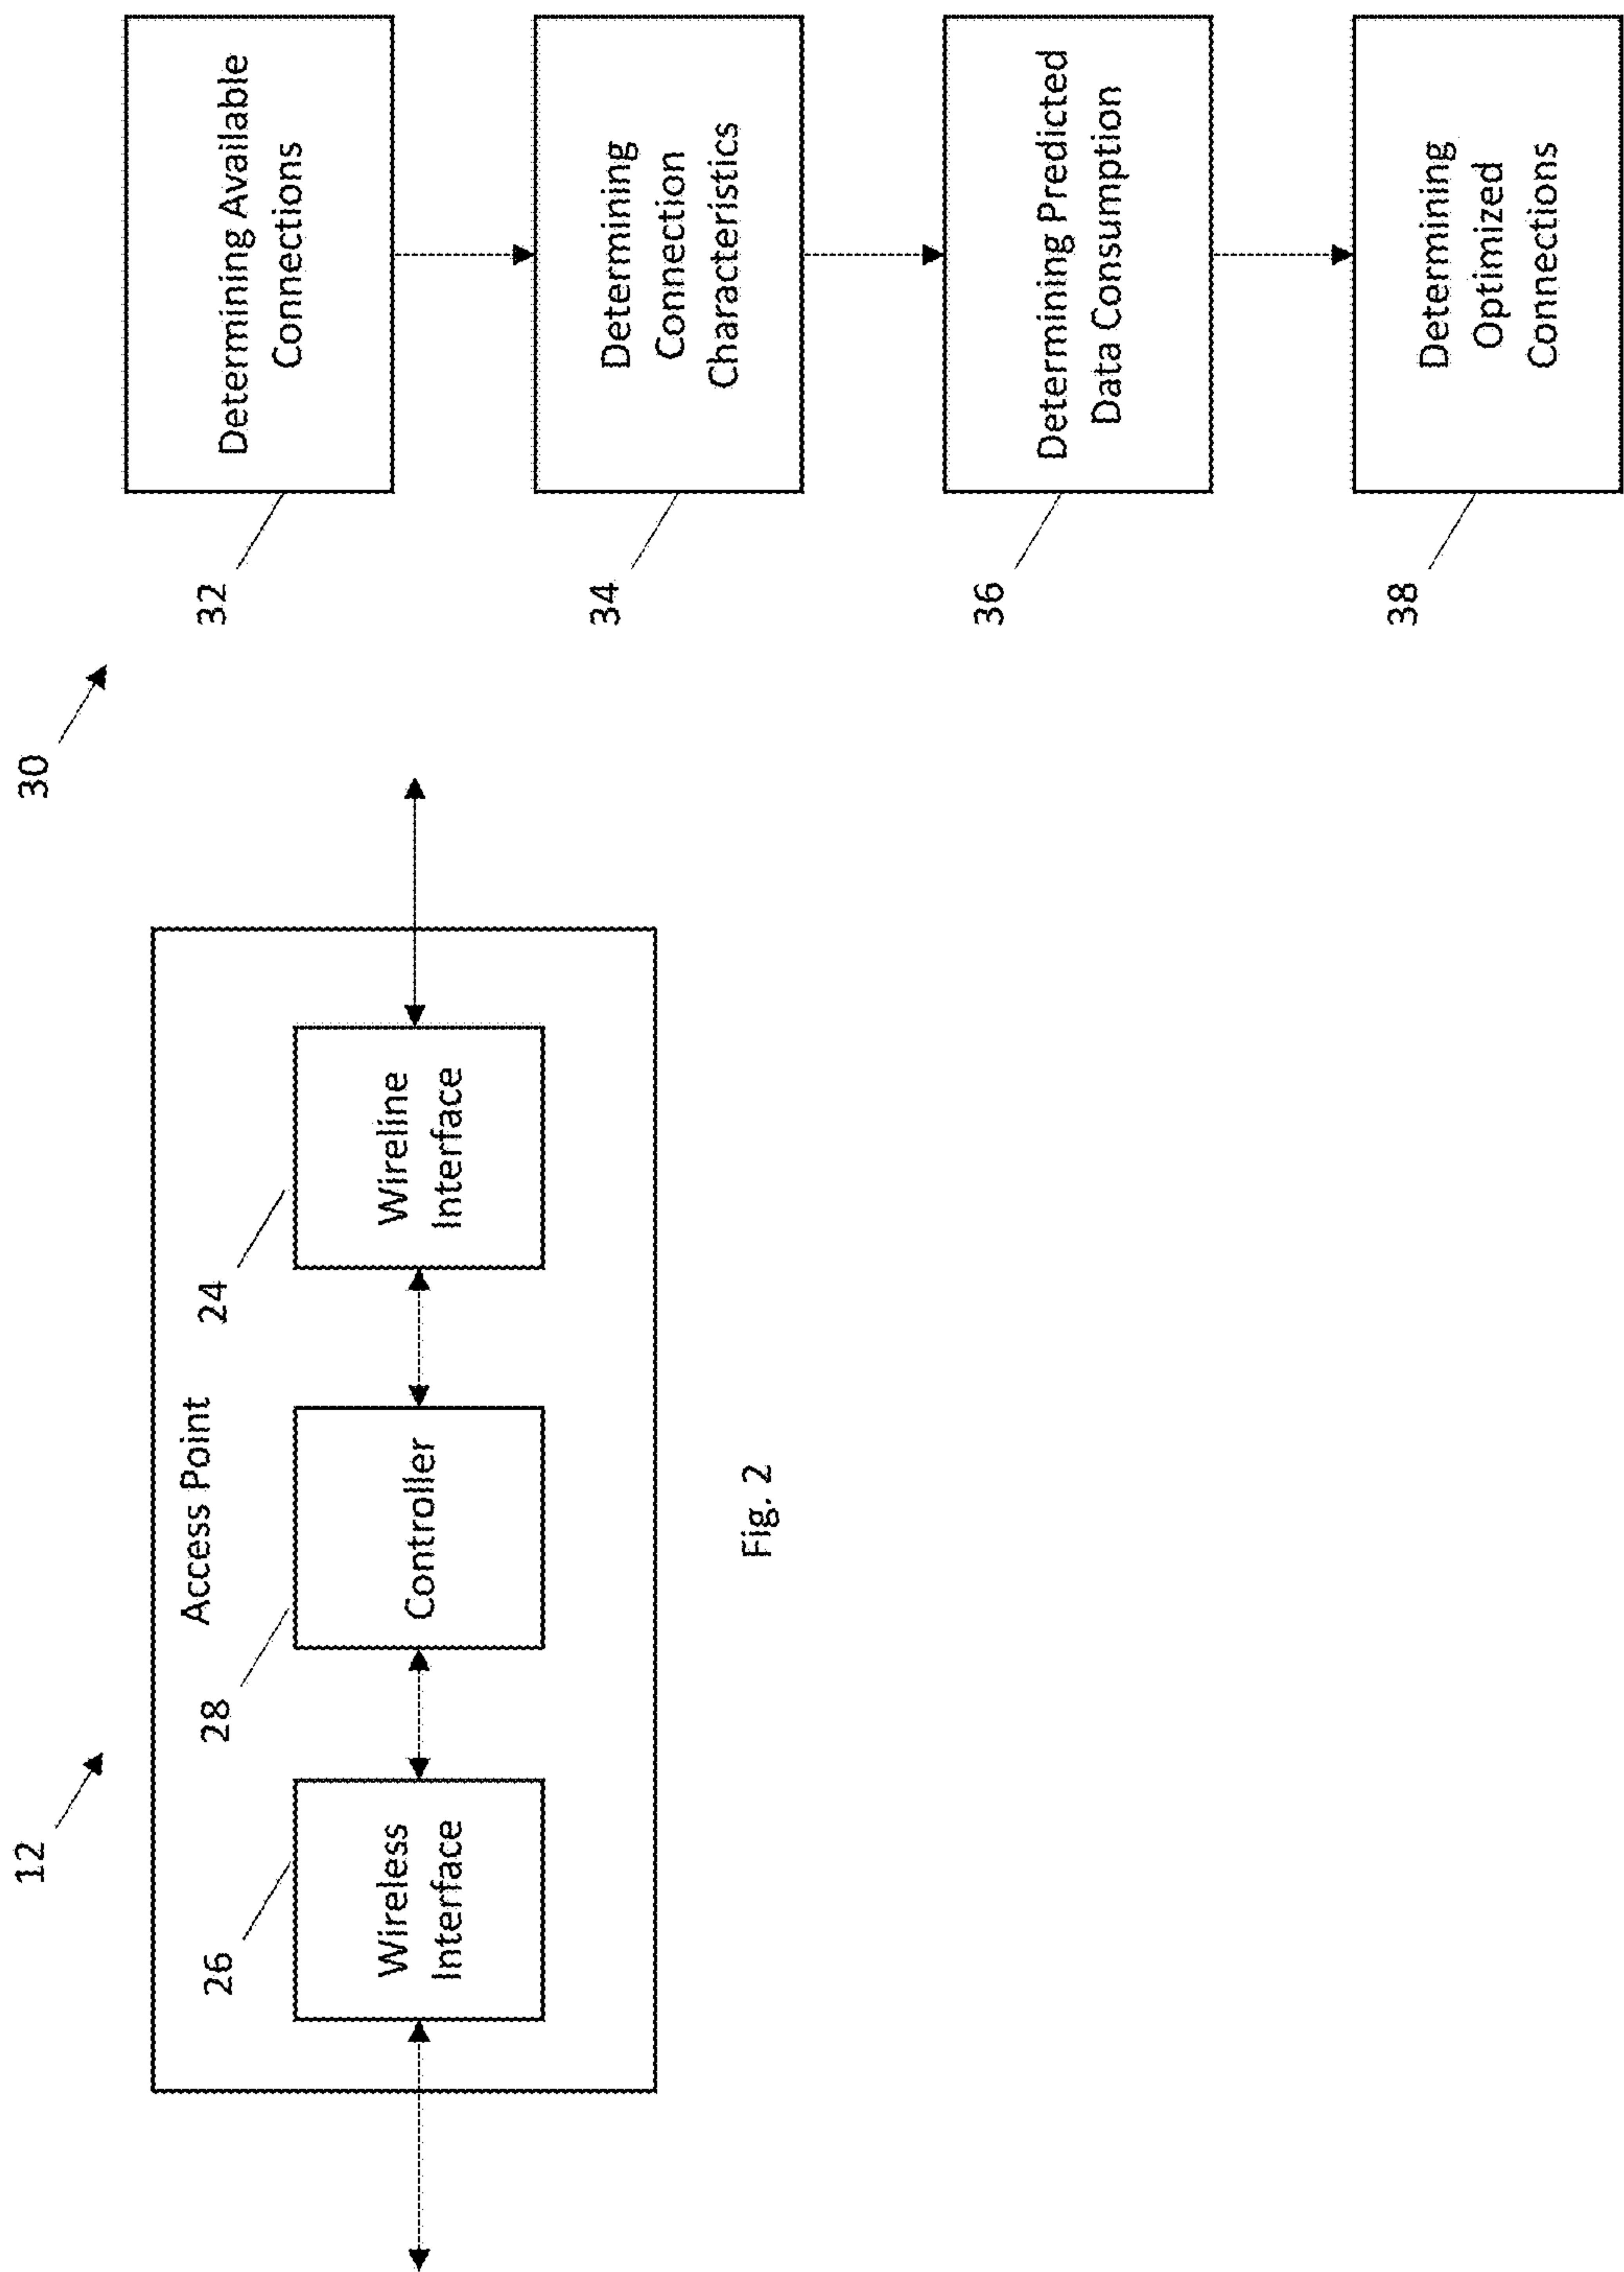 12
Access Point
26
28
24
Wireless
Interface
Controller
Wireline
Interface
Fig. 2
30
32
Determining Available
Connections
34
Determining
Connection
Characteristics
36
Determining Predicted
Data Consumption
38
Determining
Optimized
Connections